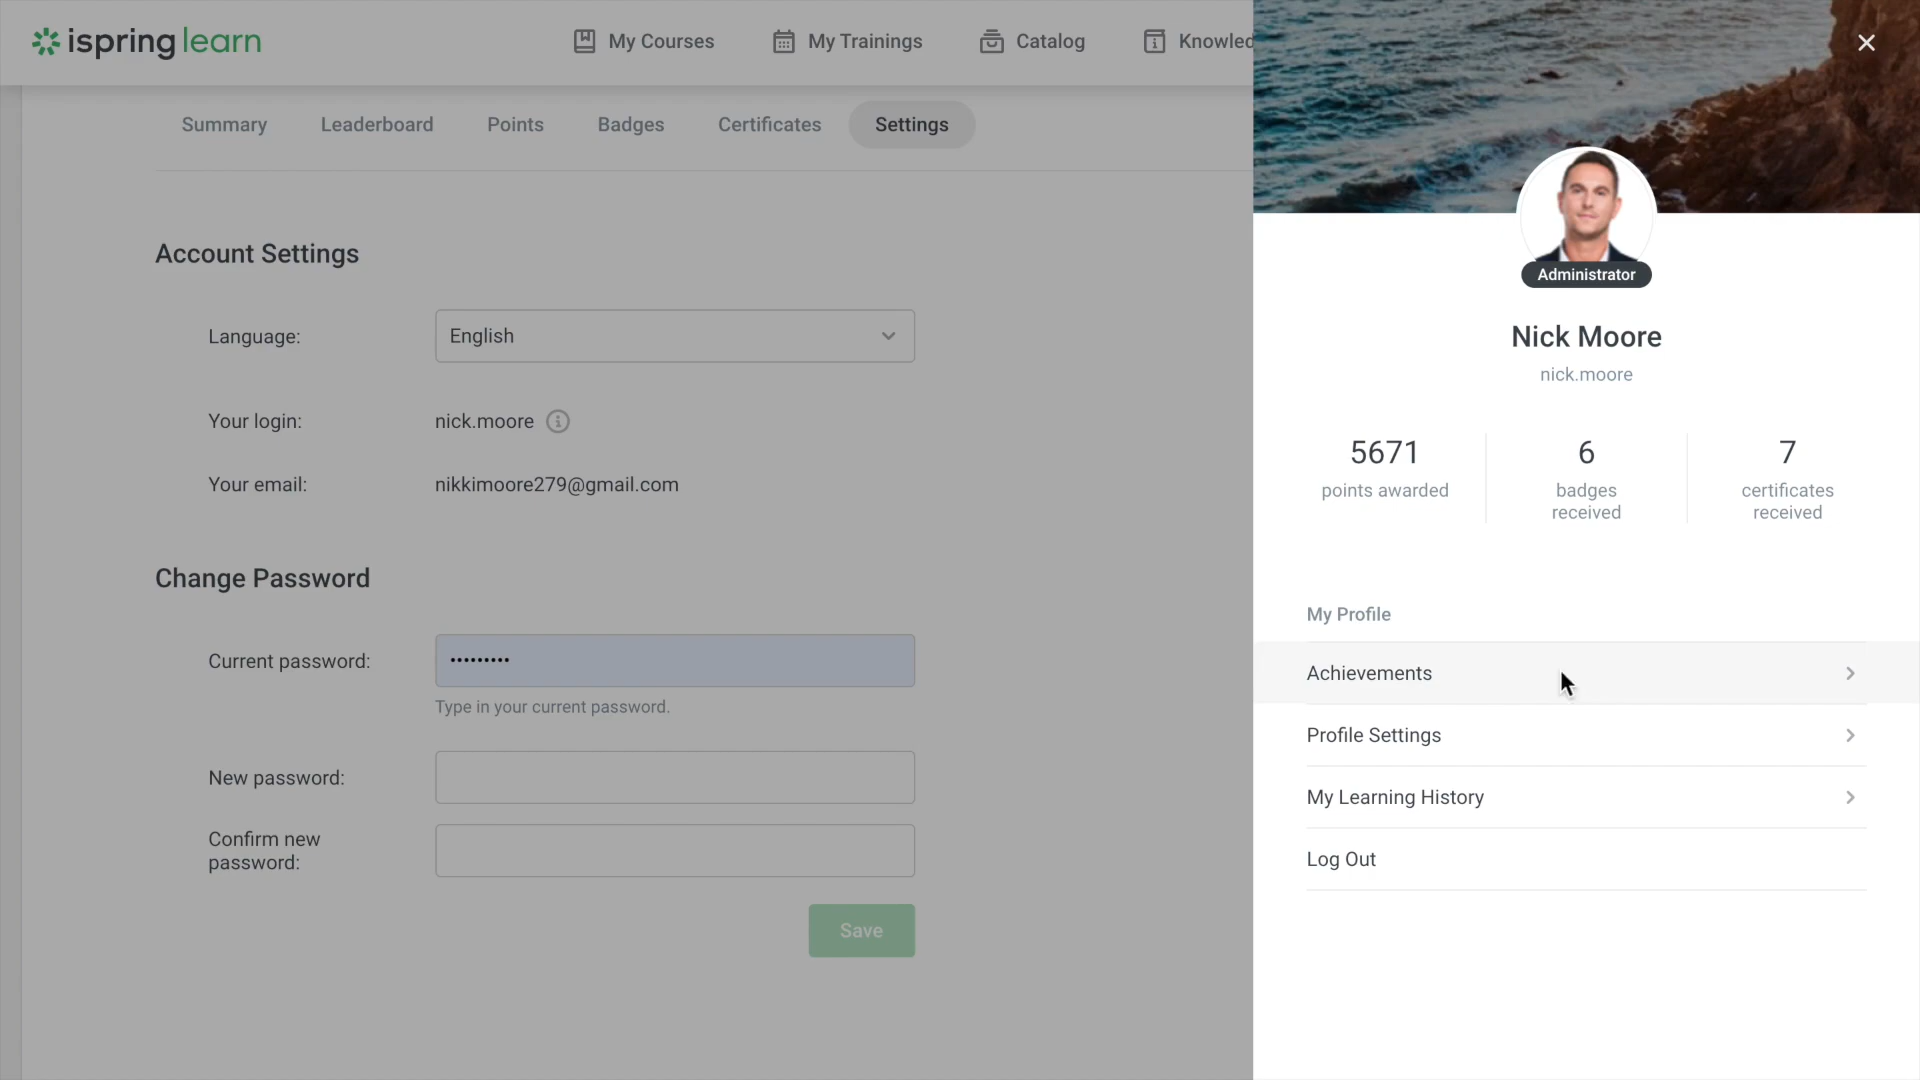 ispring learn
My Courses
My Trainings
Catalog
Knowled
Summary
Leaderboard
Points
Badges
Certificates
Settings
Account Settings
Language:
English
Your login:
nick.moore
Your email:
nikkimoore279@gmail.com
Change Password
Current password:
•••••••••
Type in your current password.
New password:
Confirm new
password:
Save
Administrator
Nick Moore
nick.moore
5671
points awarded
6
badges
received
7
certificates
received
My Profile
Achievements
Profile Settings
My Learning History
Log Out